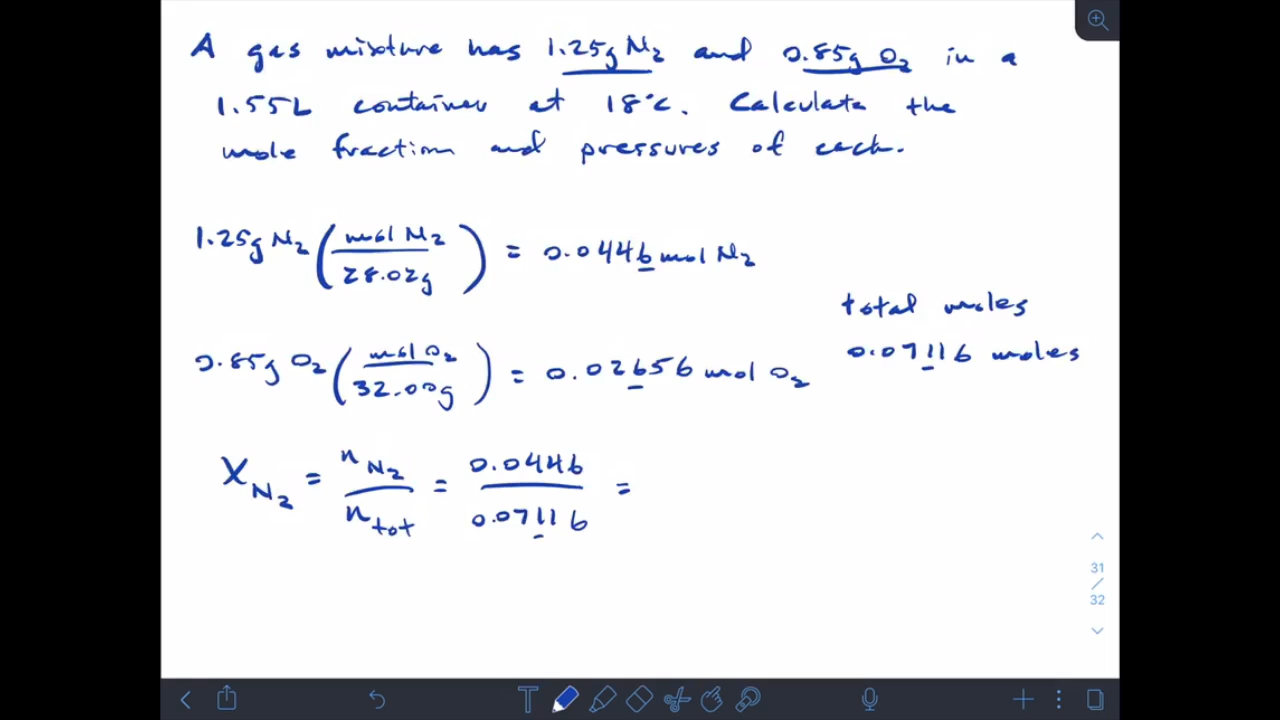 A gas mixture has 1.25g N₂ and 0.85g O₂ in a
1.55L container at 18°C. Calculate the
mole fraction and pressures of each.
1.25g N₂ (mol N₂ / 28.02g) = 0.0446 mol N₂
total moles
0.07116 moles
0.85g O₂ (mol O₂ / 32.00g) = 0.02656 mol O₂
X_N₂ = n_N₂ / n_tot = 0.0446 / 0.07116 =
31
/
32
T